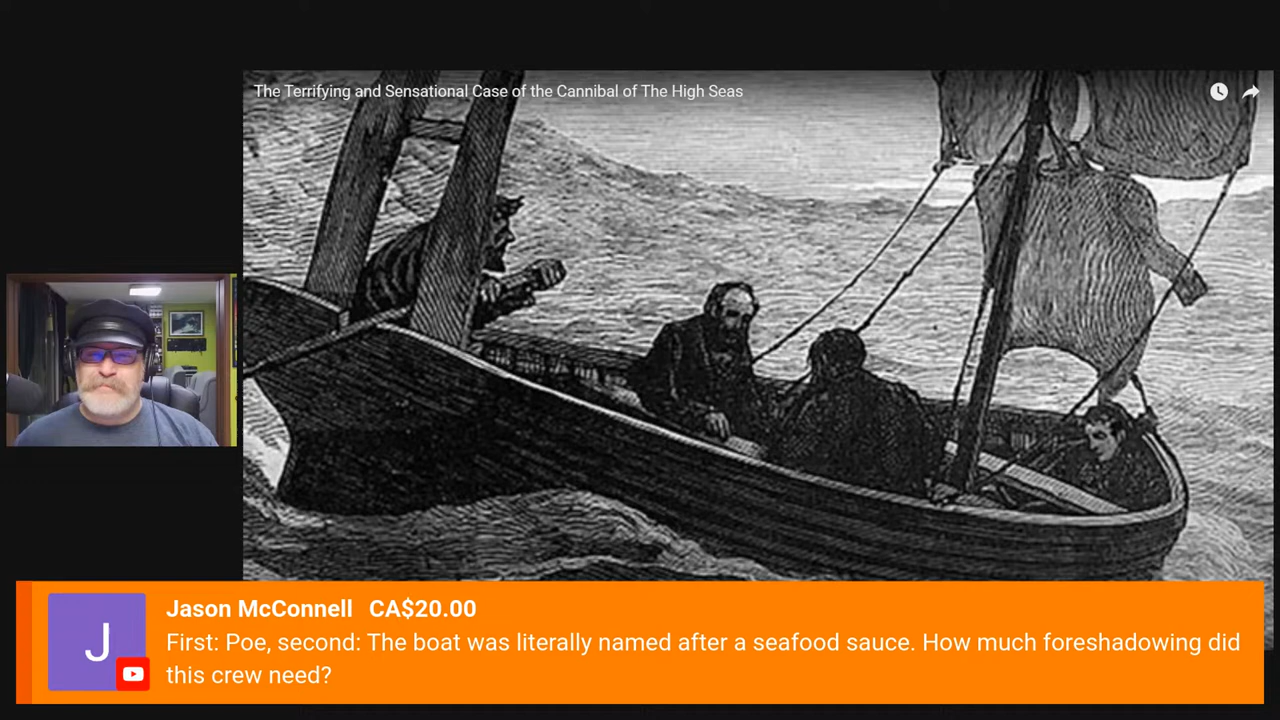 The Terrifying and Sensational Case of the Cannibal of The High Seas
J
Jason McConnell CA$20.00
First: Poe, second: The boat was literally named after a seafood sauce. How much foreshadowing did
this crew need?